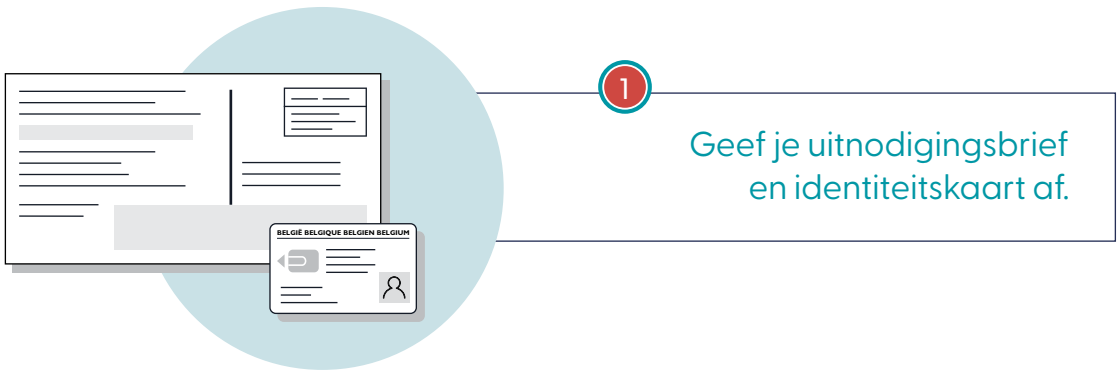 1
Geef je uitnodigingsbrief
en identiteitskaart af.
BELGIË BELGIQUE BELGIEN BELGIUM